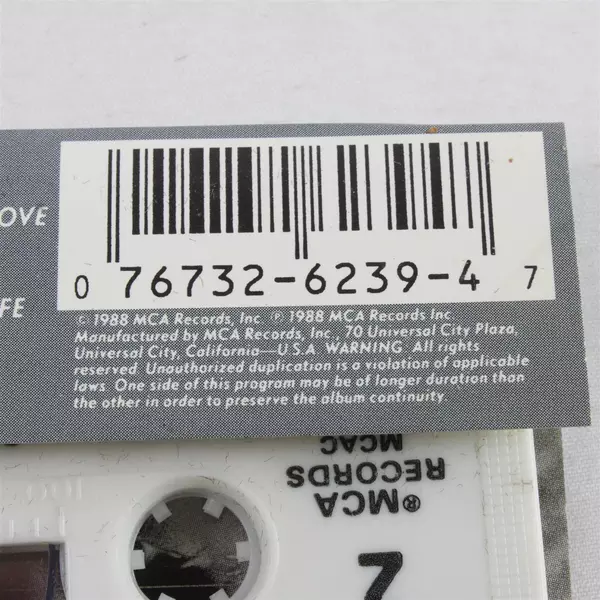 OVE
FE
0 76732-6239-4 7
© 1988 MCA Records, Inc. ℗ 1988 MCA Records Inc.
Manufactured by MCA Records, Inc., 70 Universal City Plaza,
Universal City, California—U.S.A. WARNING. All rights
reserved. Unauthorized duplication is a violation of applicable
laws. One side of this program may be of longer duration than
the other in order to preserve the album continuity.
®MCA
RECORDS
MCAC
2